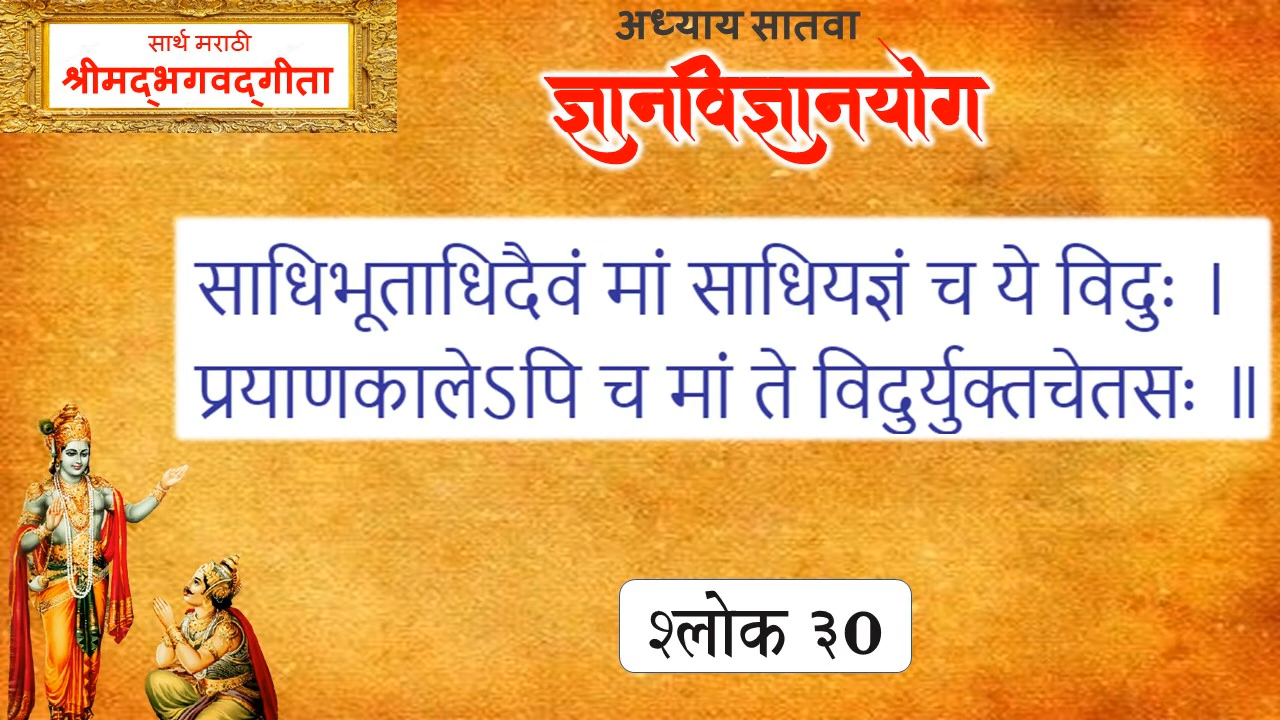 सार्थ मराठी
श्रीमद्‌भगवद्‌गीता
अध्याय सातवा
ज्ञानविज्ञानयोग
साधिभूताधिदैवं मां साधियज्ञं च ये विदुः ।
प्रयाणकालेऽपि च मां ते विदुर्युक्तचेतसः ॥
श्लोक ३०